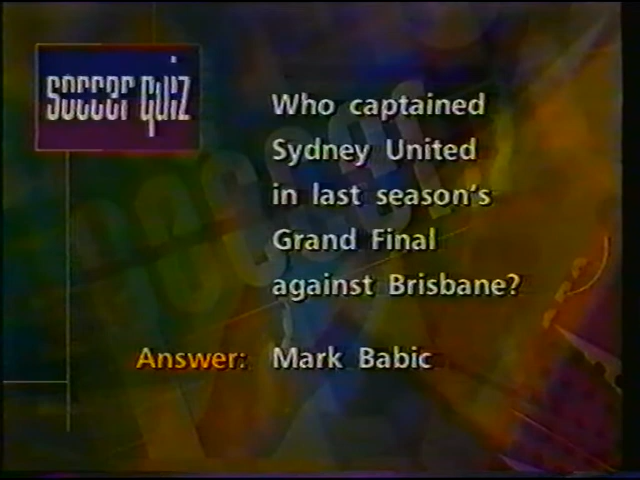 soccer quiz
Who captained
Sydney United
in last season's
Grand Final
against Brisbane?
Answer: Mark Babic